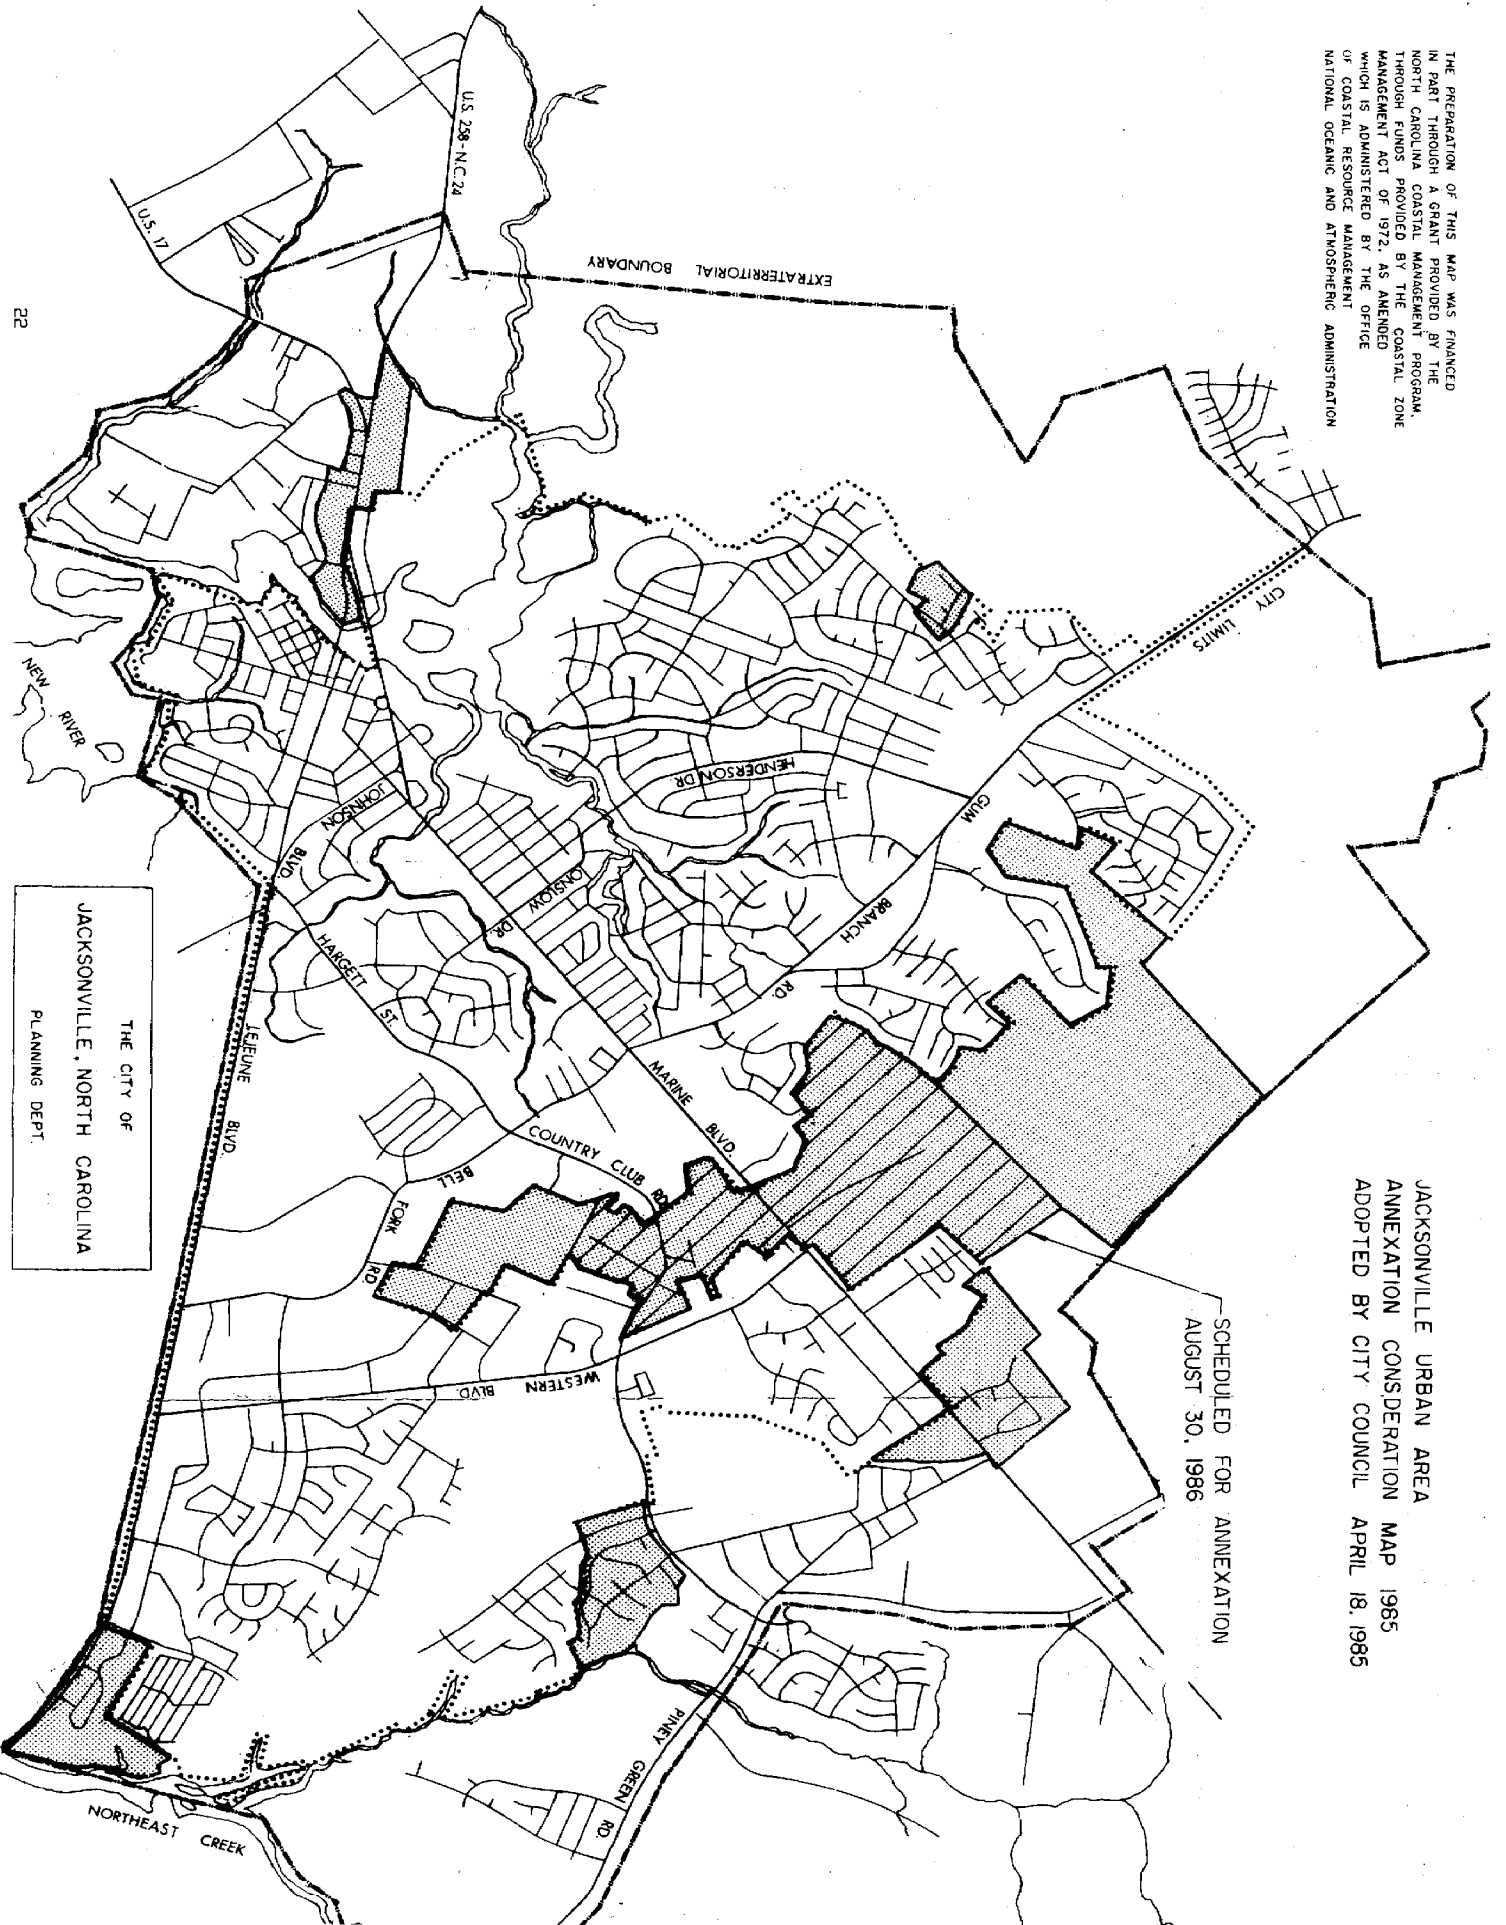 THE PREPARATION OF THIS MAP WAS FINANCED
IN PART THROUGH A GRANT PROVIDED BY THE
NORTH CAROLINA COASTAL MANAGEMENT PROGRAM,
THROUGH FUNDS PROVIDED BY THE COASTAL ZONE
MANAGEMENT ACT OF 1972, AS AMENDED
WHICH IS ADMINISTERED BY THE OFFICE
OF COASTAL RESOURCE MANAGEMENT
NATIONAL OCEANIC AND ATMOSPHERIC ADMINISTRATION
JACKSONVILLE URBAN AREA
ANNEXATION CONSIDERATION MAP 1985
ADOPTED BY CITY COUNCIL APRIL 18, 1985
SCHEDULED FOR ANNEXATION
AUGUST 30, 1986
EXTRATERRITORIAL BOUNDARY
CITY LIMITS
U.S. 258-N.C. 24
U.S. 17
HENDERSON DR.
GUM BRANCH RD.
JOHNSON BLVD.
ONSLOW DR.
HARGETT ST.
MARINE BLVD.
LEJEUNE BLVD.
COUNTRY CLUB RD.
BELL FORK RD.
WESTERN BLVD.
PINEY GREEN RD.
NEW RIVER
NORTHEAST CREEK
THE CITY OF
JACKSONVILLE, NORTH CAROLINA
PLANNING DEPT.
22